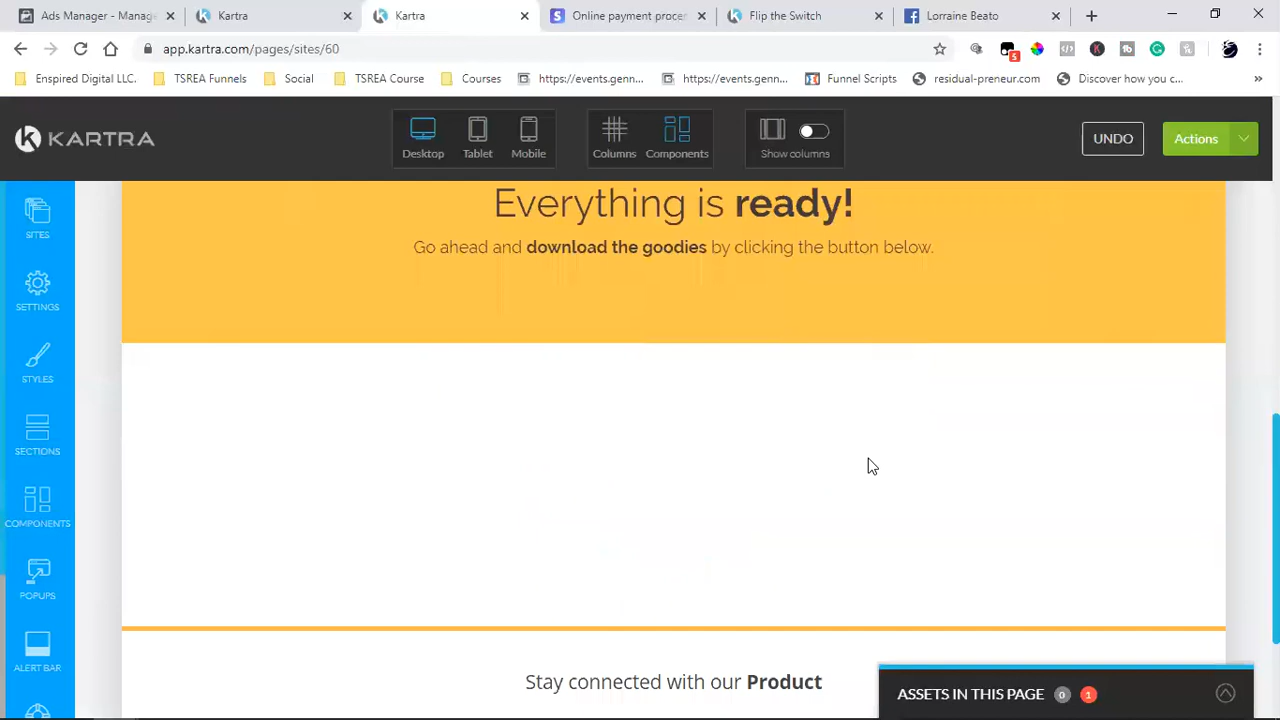 Ads Manager - Manage
Kartra
Kartra
Online payment proce
Flip the Switch
Lorraine Beato
app.kartra.com/pages/sites/60
5
Enspired Digital LLC.
TSREA Funnels
Social
TSREA Course
Courses
https://events.genn...
https://events.genn...
Funnel Scripts
residual-preneur.com
Discover how you c...
KARTRA
Desktop
Tablet
Mobile
Columns
Components
Show columns
UNDO
Actions
SITES
SETTINGS
STYLES
SECTIONS
COMPONENTS
POPUPS
ALERT BAR
Everything is ready!
Go ahead and download the goodies by clicking the button below.
Stay connected with our Product
ASSETS IN THIS PAGE 0 1